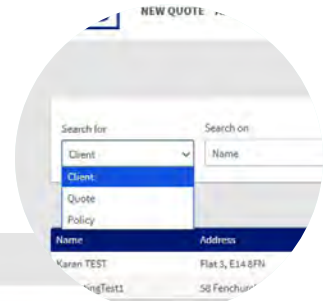 NEW QUOTE
Search for Search on
Client Name
Client
Quote
Policy
Name Address
Karan TEST Flat 3, E14 8FN
58